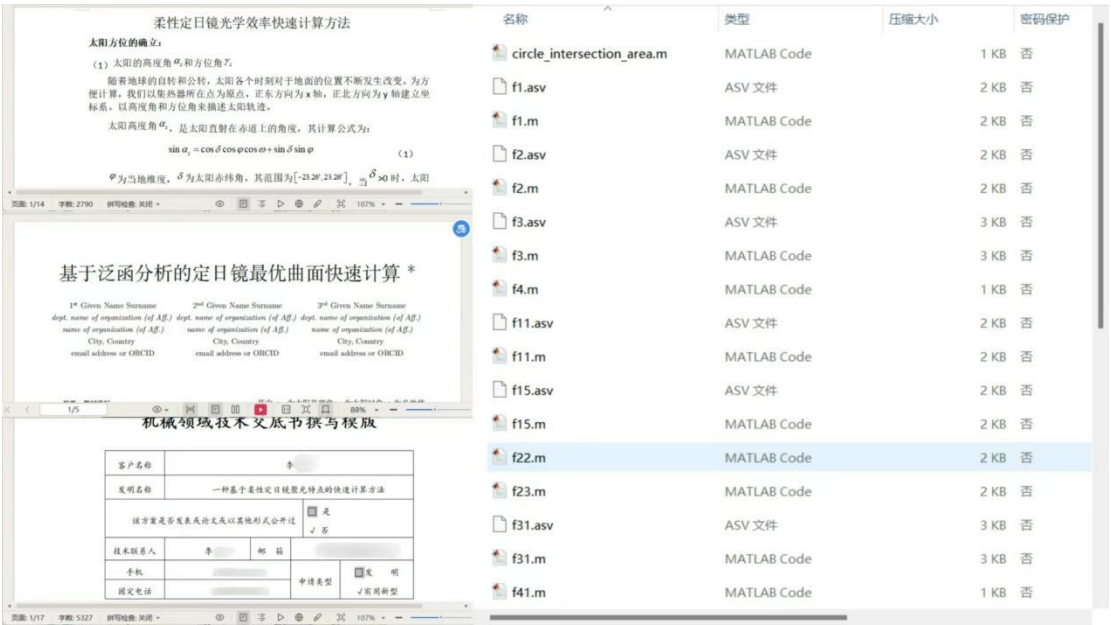 柔性定日镜光学效率快速计算方法
太阳方位的确立:
(1) 太阳的高度角αs和方位角γs
随着地球的自转和公转，太阳各个时刻对于地面的位置不断发生改变。为方
便计算，我们以集热器所在点为原点，正东方向为 x 轴，正北方向为 y 轴建立坐
标系。以高度角和方位角来描述太阳轨迹。
太阳高度角αs，是太阳直射在赤道上的角度，其计算公式为:
sin αs = cos δ cos φ cos ω + sin δ sin φ (1)
φ为当地维度，δ为太阳赤纬角，其范围为[-23.26°,23.26°]，当δ>0 时，太阳
页面: 1/14 字数: 2790 拼写检查: 关闭 107%
基于泛函分析的定日镜最优曲面快速计算 *
1st Given Name Surname 2nd Given Name Surname 3rd Given Name Surname
dept. name of organization (of Aff.) dept. name of organization (of Aff.) dept. name of organization (of Aff.)
name of organization (of Aff.) name of organization (of Aff.) name of organization (of Aff.)
City, Country City, Country City, Country
email address or ORCID email address or ORCID email address or ORCID
1/5 88%
机械领域技术交底书撰写模版
客户名称 李
发明名称 一种基于柔性定日镜聚光特点的快速计算方法
该方案是否发表成论文或以其他形式公开过 是
√ 否
技术联系人 李 邮 箱
手机 申请类型 发 明
固定电话 √实用新型
页面: 1/17 字数: 5327 拼写检查: 关闭 107%
名称 类型 压缩大小 密码保护
circle_intersection_area.m MATLAB Code 1 KB 否
f1.asv ASV 文件 2 KB 否
f1.m MATLAB Code 2 KB 否
f2.asv ASV 文件 2 KB 否
f2.m MATLAB Code 2 KB 否
f3.asv ASV 文件 3 KB 否
f3.m MATLAB Code 3 KB 否
f4.m MATLAB Code 1 KB 否
f11.asv ASV 文件 2 KB 否
f11.m MATLAB Code 2 KB 否
f15.asv ASV 文件 2 KB 否
f15.m MATLAB Code 2 KB 否
f22.m MATLAB Code 2 KB 否
f23.m MATLAB Code 2 KB 否
f31.asv ASV 文件 3 KB 否
f31.m MATLAB Code 3 KB 否
f41.m MATLAB Code 1 KB 否